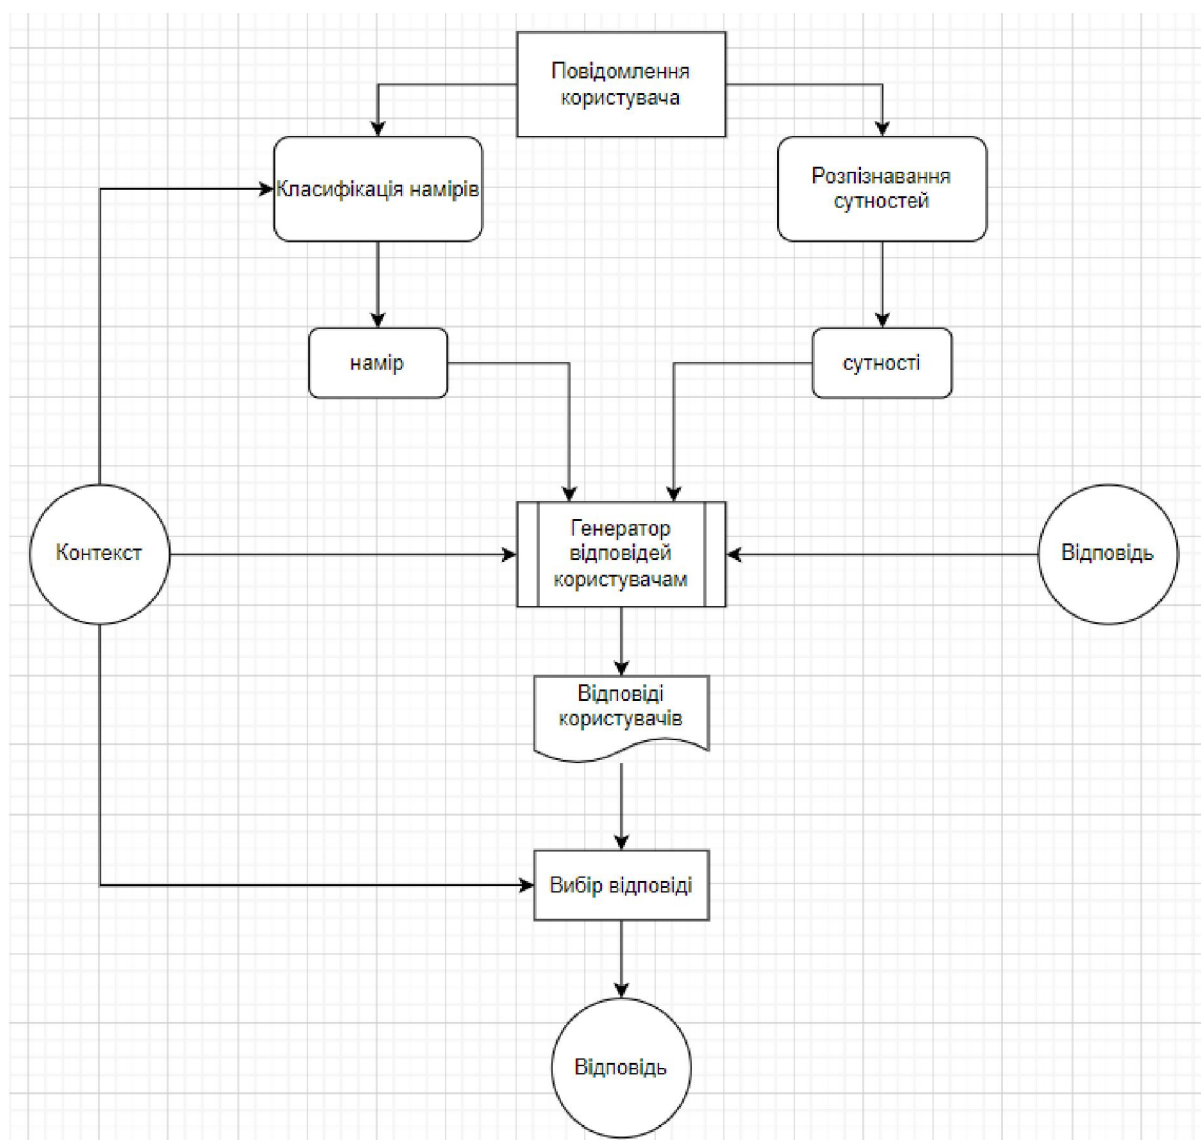 Повідомлення
користувача
Класифікація намірів
Розпізнавання
сутностей
намір
сутності
Контекст
Генератор
відповідей
користувачам
Відповідь
Відповіді
користувачів
Вибір відповіді
Відповідь